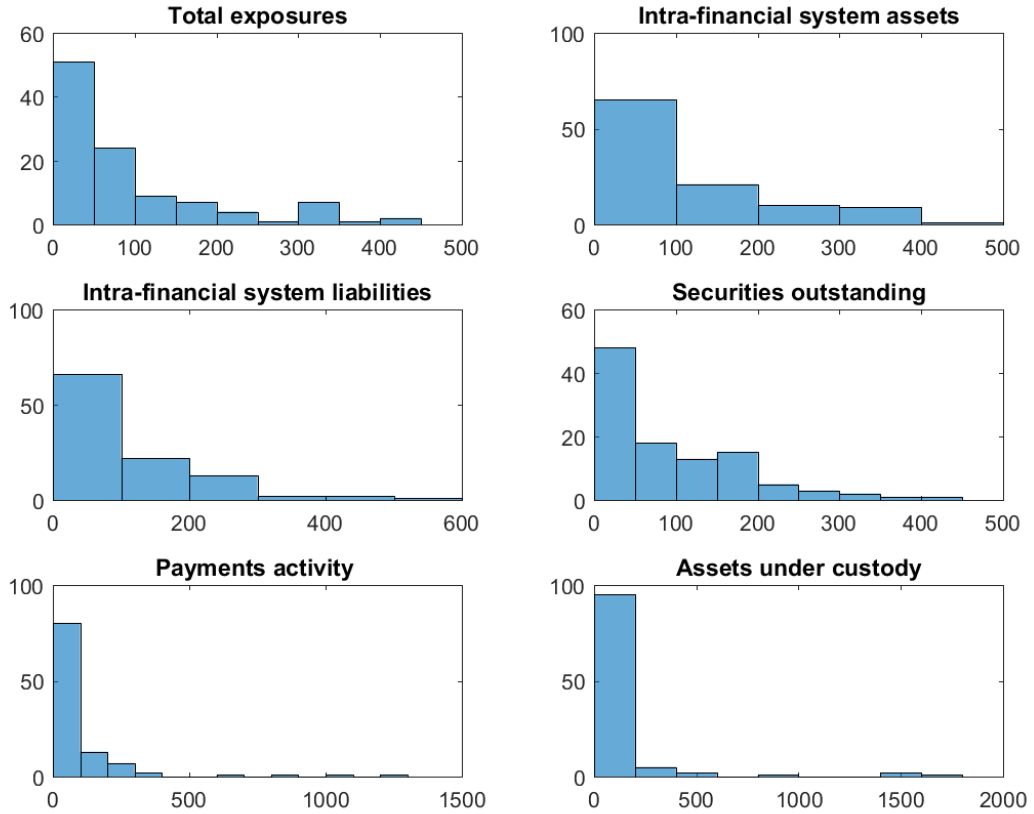 Total exposures
60
40
20
0
0 100 200 300 400 500
Intra-financial system assets
100
50
0
0 100 200 300 400 500
Intra-financial system liabilities
100
50
0
0 200 400 600
Securities outstanding
60
40
20
0
0 100 200 300 400 500
Payments activity
100
50
0
0 500 1000 1500
Assets under custody
100
50
0
0 500 1000 1500 2000